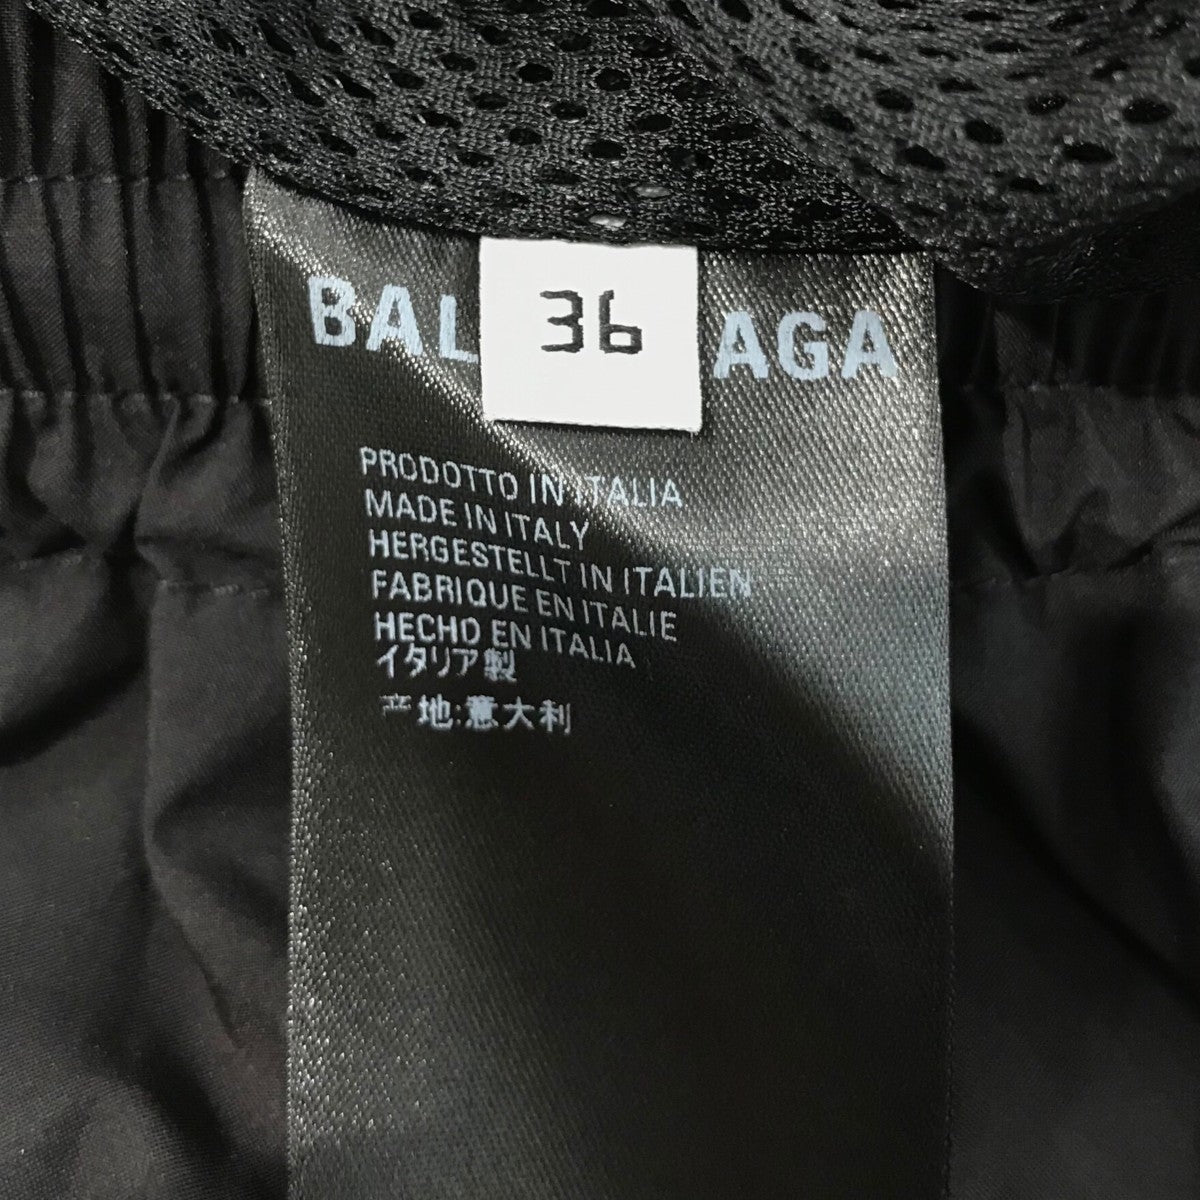 BAL 36 AGA
PRODOTTO IN ITALIA
MADE IN ITALY
HERGESTELLT IN ITALIEN
FABRIQUE EN ITALIE
HECHO EN ITALIA
イタリア製
产地:意大利